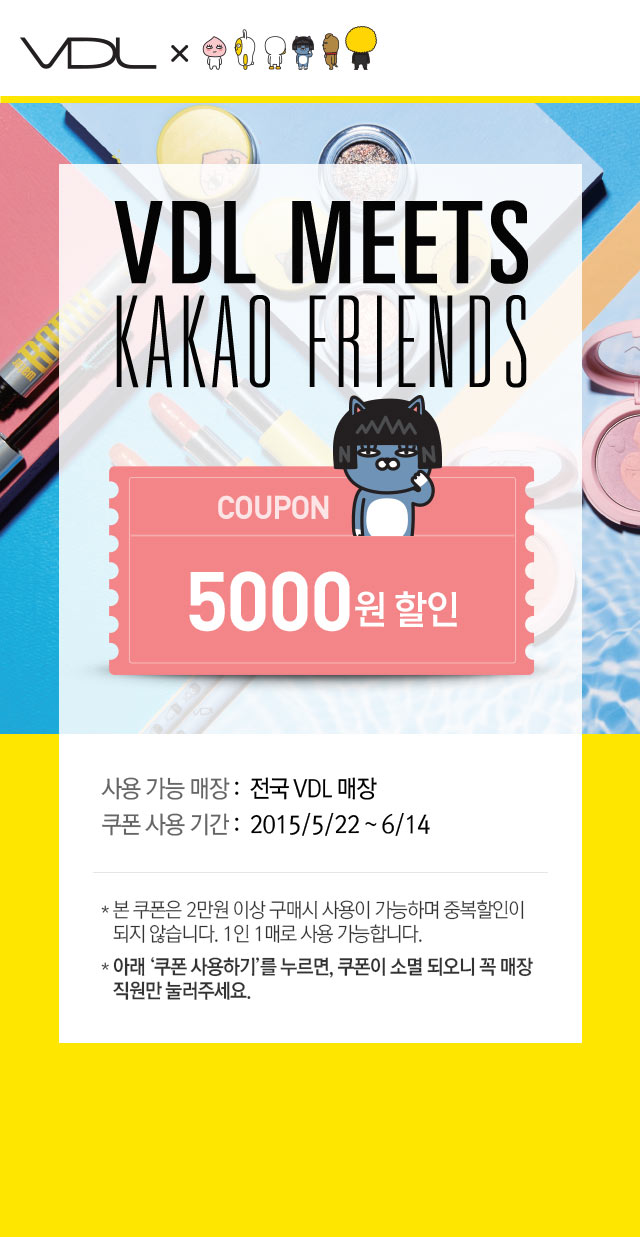 VDL ×
VDL MEETS
KAKAO FRIENDS
COUPON
5000원 할인
사용 가능 매장 : 전국 VDL 매장
쿠폰 사용 기간 : 2015/5/22 ~ 6/14
* 본 쿠폰은 2만원 이상 구매시 사용이 가능하며 중복할인이
되지 않습니다. 1인 1매로 사용 가능합니다.
* 아래 ‘쿠폰 사용하기’를 누르면, 쿠폰이 소멸 되오니 꼭 매장
직원만 눌러주세요.